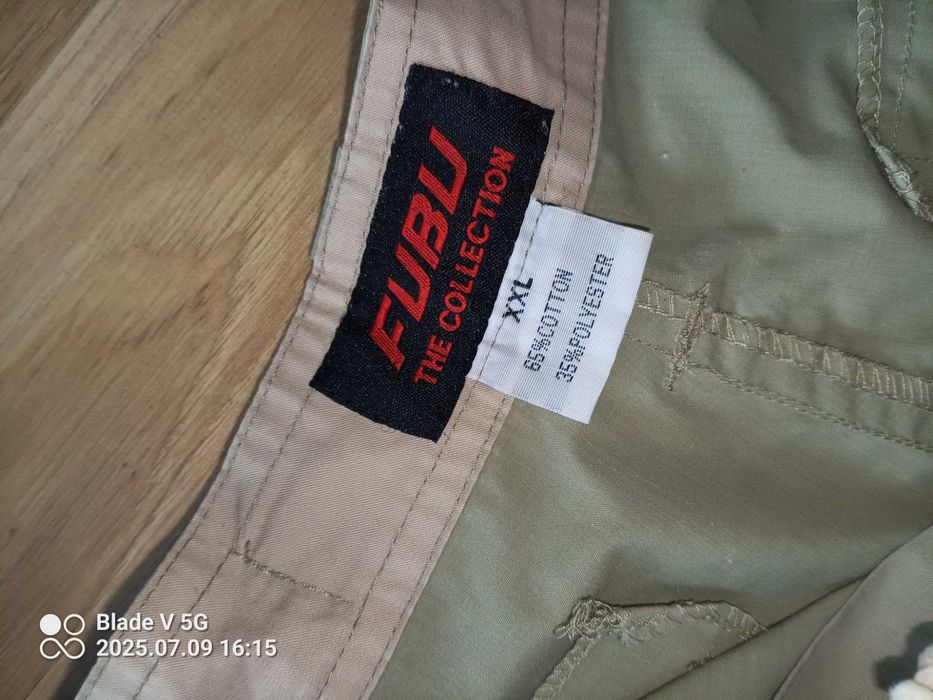 FUBU
THE COLLECTION
XXL
65%COTTON
35%POLYESTER
Blade V 5G
2025.07.09 16:15